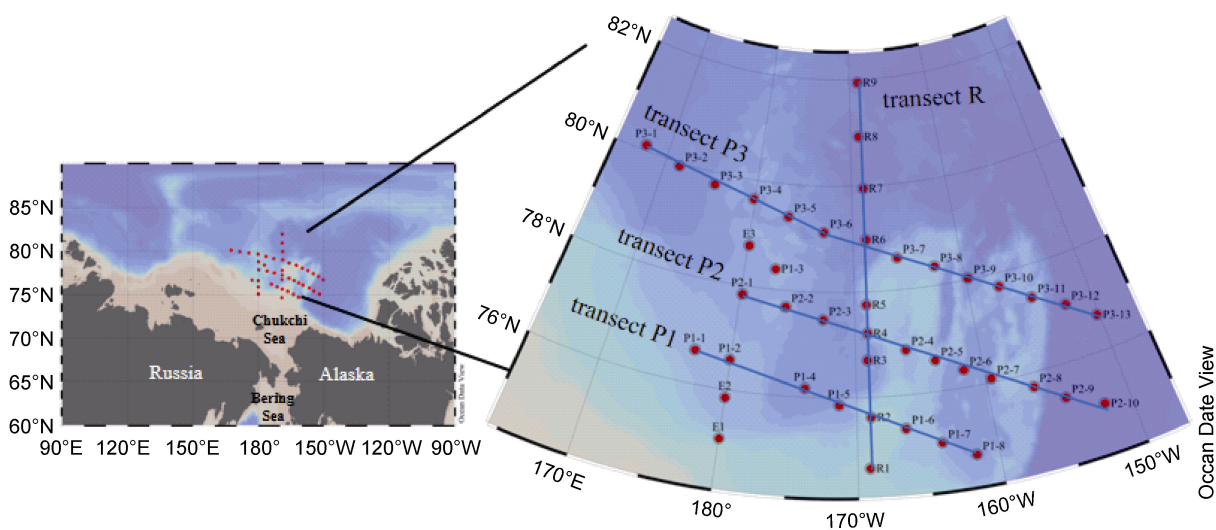 85°N
80°N
75°N
70°N
65°N
60°N
90°E
120°E
150°E
180°
150°W
120°W
90°W
Chukchi
Sea
Russia
Alaska
Bering
Sea
Ocean Data View
82°N
80°N
78°N
76°N
170°E
180°
170°W
160°W
150°W
transect R
transect P3
transect P2
transect P1
R9
R8
R7
R6
R5
R4
R3
R2
R1
P3-1
P3-2
P3-3
P3-4
P3-5
P3-6
P3-7
P3-8
P3-9
P3-10
P3-11
P3-12
P3-13
E3
P1-3
P2-1
P2-2
P2-3
P2-4
P2-5
P2-6
P2-7
P2-8
P2-9
P2-10
P1-1
P1-2
P1-4
P1-5
P1-6
P1-7
P1-8
E2
E1
Occan Date View